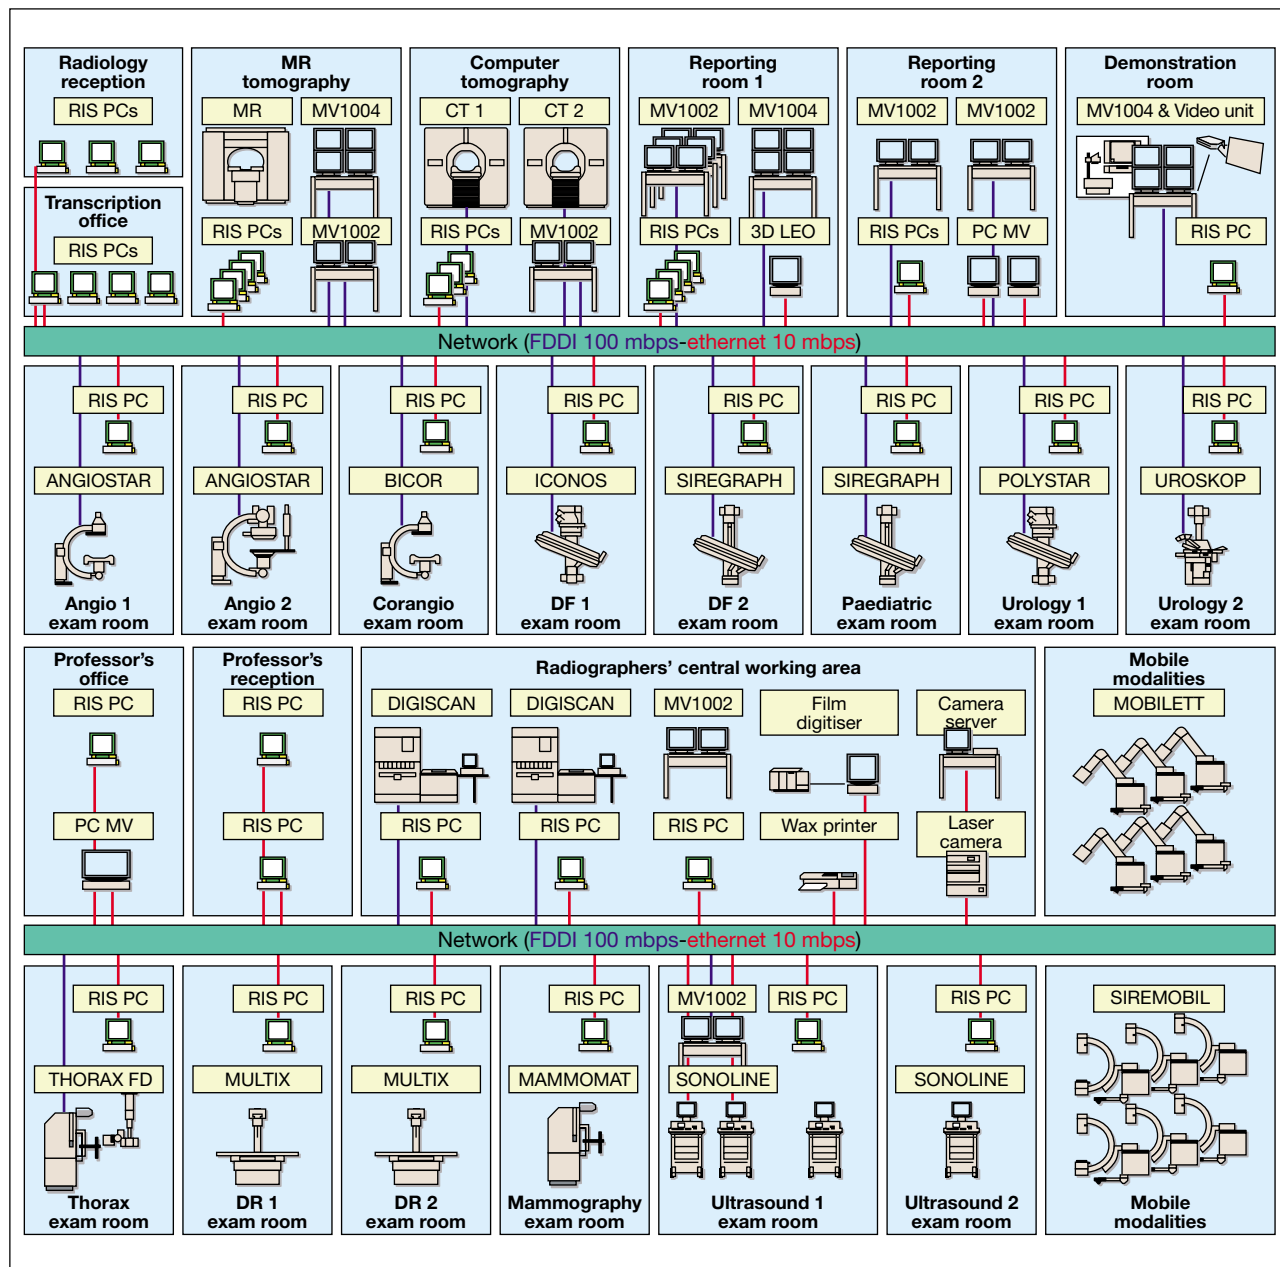 Radiology
reception
RIS PCs
Transcription
office
RIS PCs
MR
tomography
MR
MV1004
RIS PCs
MV1002
Computer
tomography
CT 1
CT 2
RIS PCs
MV1002
Reporting
room 1
MV1002
MV1004
RIS PCs
3D LEO
Reporting
room 2
MV1002
MV1002
RIS PCs
PC MV
Demonstration
room
MV1004 & Video unit
RIS PC
Network (FDDI 100 mbps-ethernet 10 mbps)
RIS PC
ANGIOSTAR
Angio 1
exam room
RIS PC
ANGIOSTAR
Angio 2
exam room
RIS PC
BICOR
Corangio
exam room
RIS PC
ICONOS
DF 1
exam room
RIS PC
SIREGRAPH
DF 2
exam room
RIS PC
SIREGRAPH
Paediatric
exam room
RIS PC
POLYSTAR
Urology 1
exam room
RIS PC
UROSKOP
Urology 2
exam room
Professor's
office
RIS PC
PC MV
Professor's
reception
RIS PC
RIS PC
Radiographers' central working area
DIGISCAN
DIGISCAN
MV1002
Film
digitiser
Camera
server
RIS PC
RIS PC
RIS PC
Wax printer
Laser
camera
Mobile
modalities
MOBILETT
Network (FDDI 100 mbps-ethernet 10 mbps)
RIS PC
THORAX FD
Thorax
exam room
RIS PC
MULTIX
DR 1
exam room
RIS PC
MULTIX
DR 2
exam room
RIS PC
MAMMOMAT
Mammography
exam room
MV1002
RIS PC
SONOLINE
Ultrasound 1
exam room
RIS PC
SONOLINE
Ultrasound 2
exam room
SIREMOBIL
Mobile
modalities